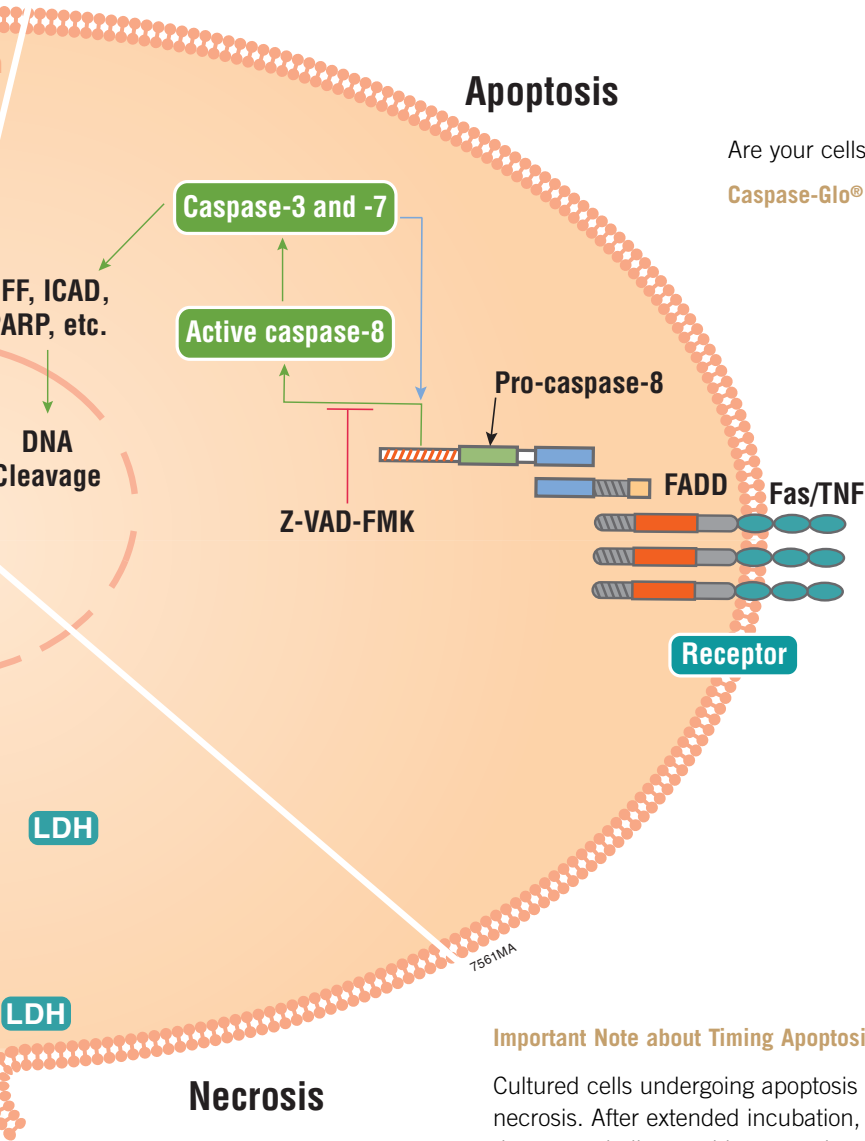 Apoptosis
Are your cells
Caspase-Glo®
Caspase-3 and -7
FF, ICAD,
ARP, etc.
Active caspase-8
Pro-caspase-8
DNA
Cleavage
FADD
Fas/TNF
Z-VAD-FMK
Receptor
LDH
7561MA
LDH
Important Note about Timing Apoptosi
Necrosis
Cultured cells undergoing apoptosis
necrosis. After extended incubation,